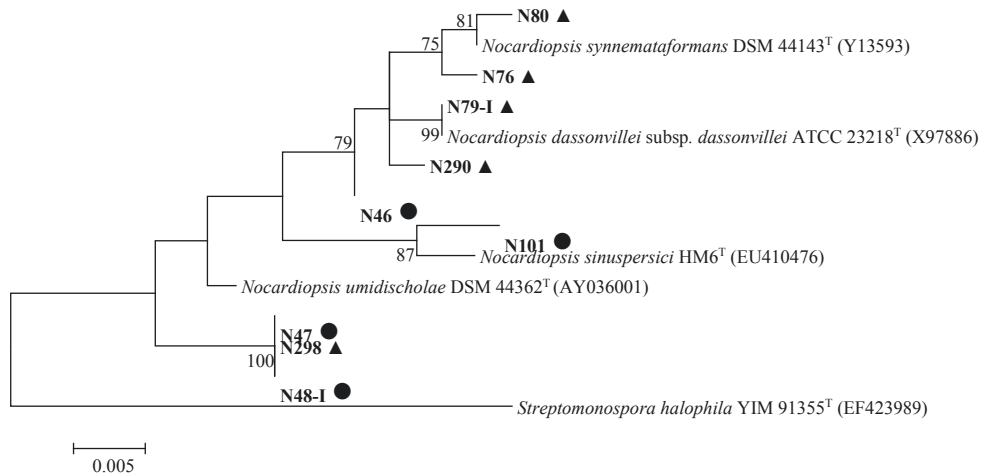 81
N80 ▲
75
Nocardiopsis synnemataformans DSM 44143ᵀ (Y13593)
N76 ▲
N79-I ▲
99
Nocardiopsis dassonvillei subsp. dassonvillei ATCC 23218ᵀ (X97886)
79
N290 ▲
N46 ●
N101 ●
87
Nocardiopsis sinuspersici HM6ᵀ (EU410476)
Nocardiopsis umidischolae DSM 44362ᵀ (AY036001)
N47 ●
N298 ▲
100
N48-I ●
Streptomonospora halophila YIM 91355ᵀ (EF423989)
0.005